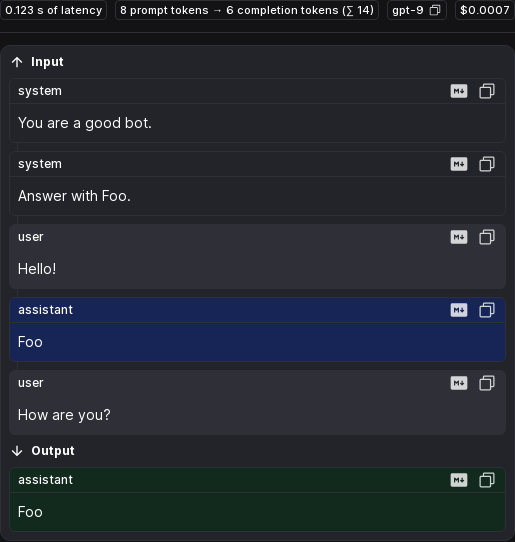 0.123 s of latency 8 prompt tokens → 6 completion tokens (∑ 14) gpt-9 $0.0007
↑ Input
system M↓
You are a good bot.
system M↓
Answer with Foo.
user M↓
Hello!
assistant M↓
Foo
user M↓
How are you?
↓ Output
assistant M↓
Foo